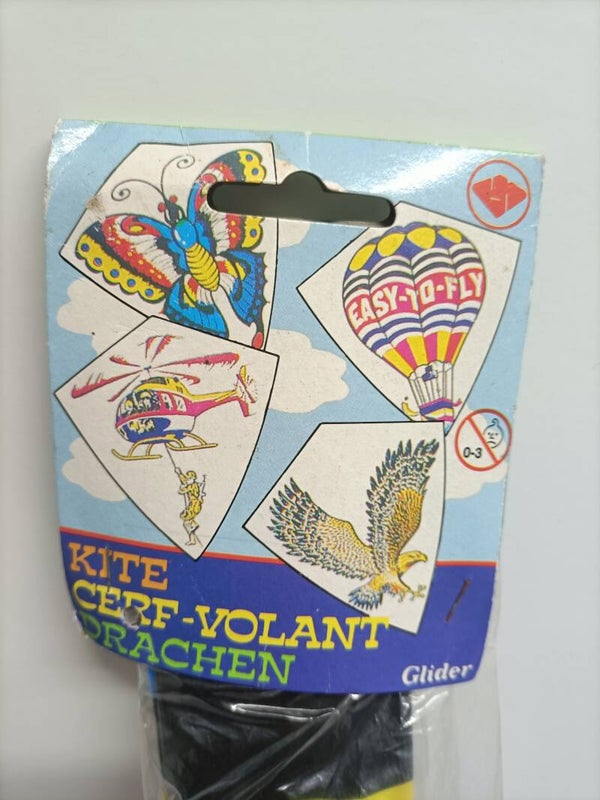 EASY-TO-FLY
0-3
KITE
CERF-VOLANT
DRACHEN
Glider